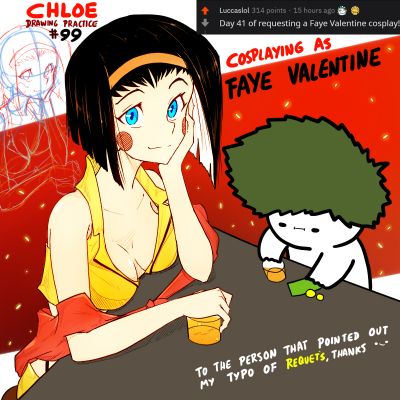 CHLOE
DRAWING PRACTICE
#99
Luccaslol 314 points · 15 hours ago
Day 41 of requesting a Faye Valentine cosplay!
COSPLAYING AS
FAYE VALENTINE
TO THE PERSON THAT POINTED OUT
MY TYPO OF REQUETS, THANKS